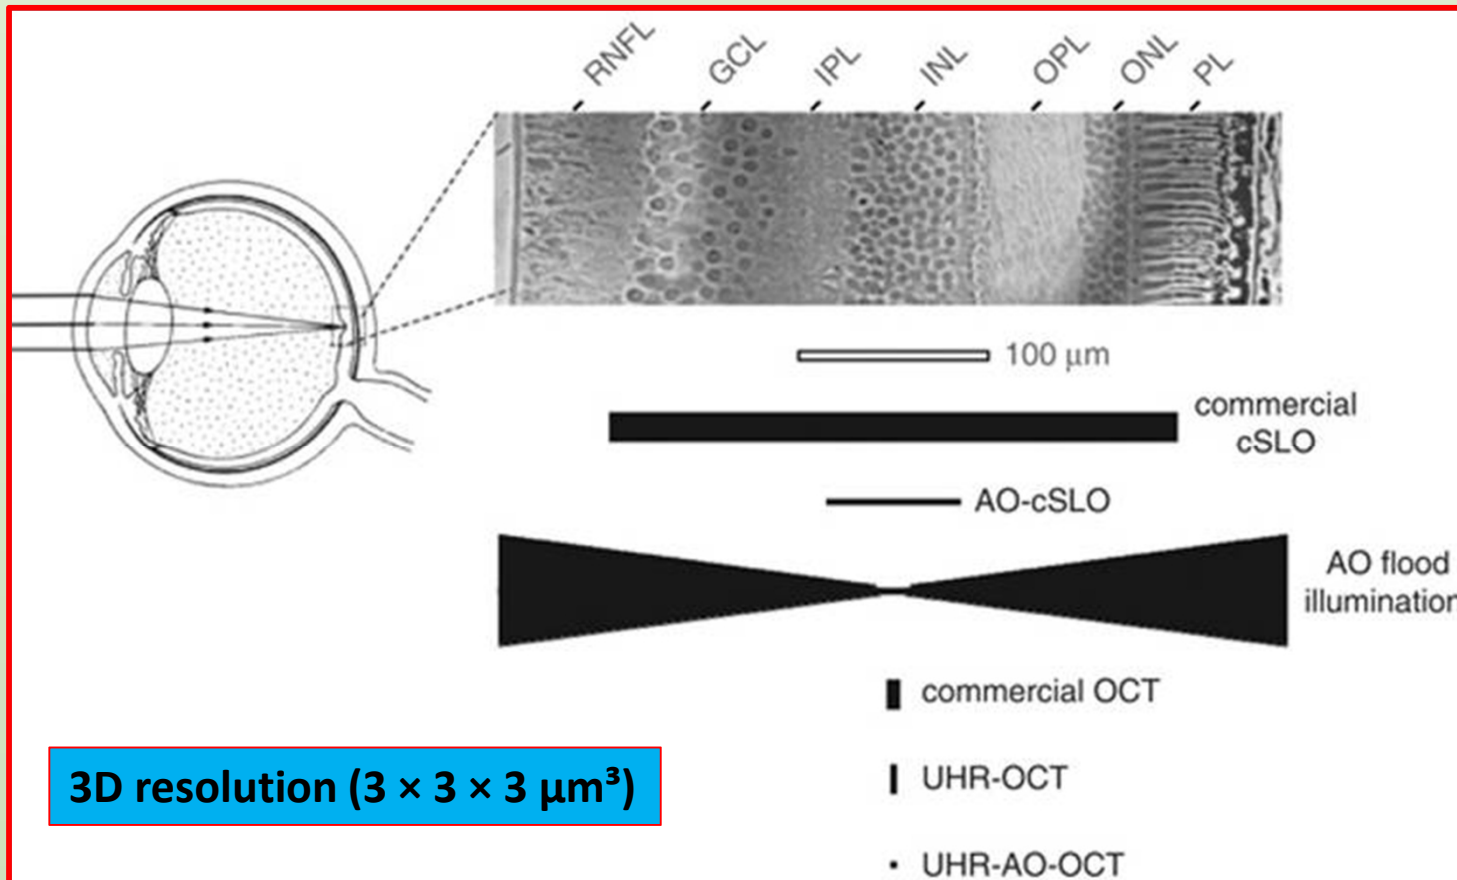 RNFL
GCL
IPL
INL
OPL
ONL
PL
100 μm
commercial
cSLO
AO-cSLO
AO flood
illumination
commercial OCT
UHR-OCT
UHR-AO-OCT
3D resolution (3 × 3 × 3 μm³)